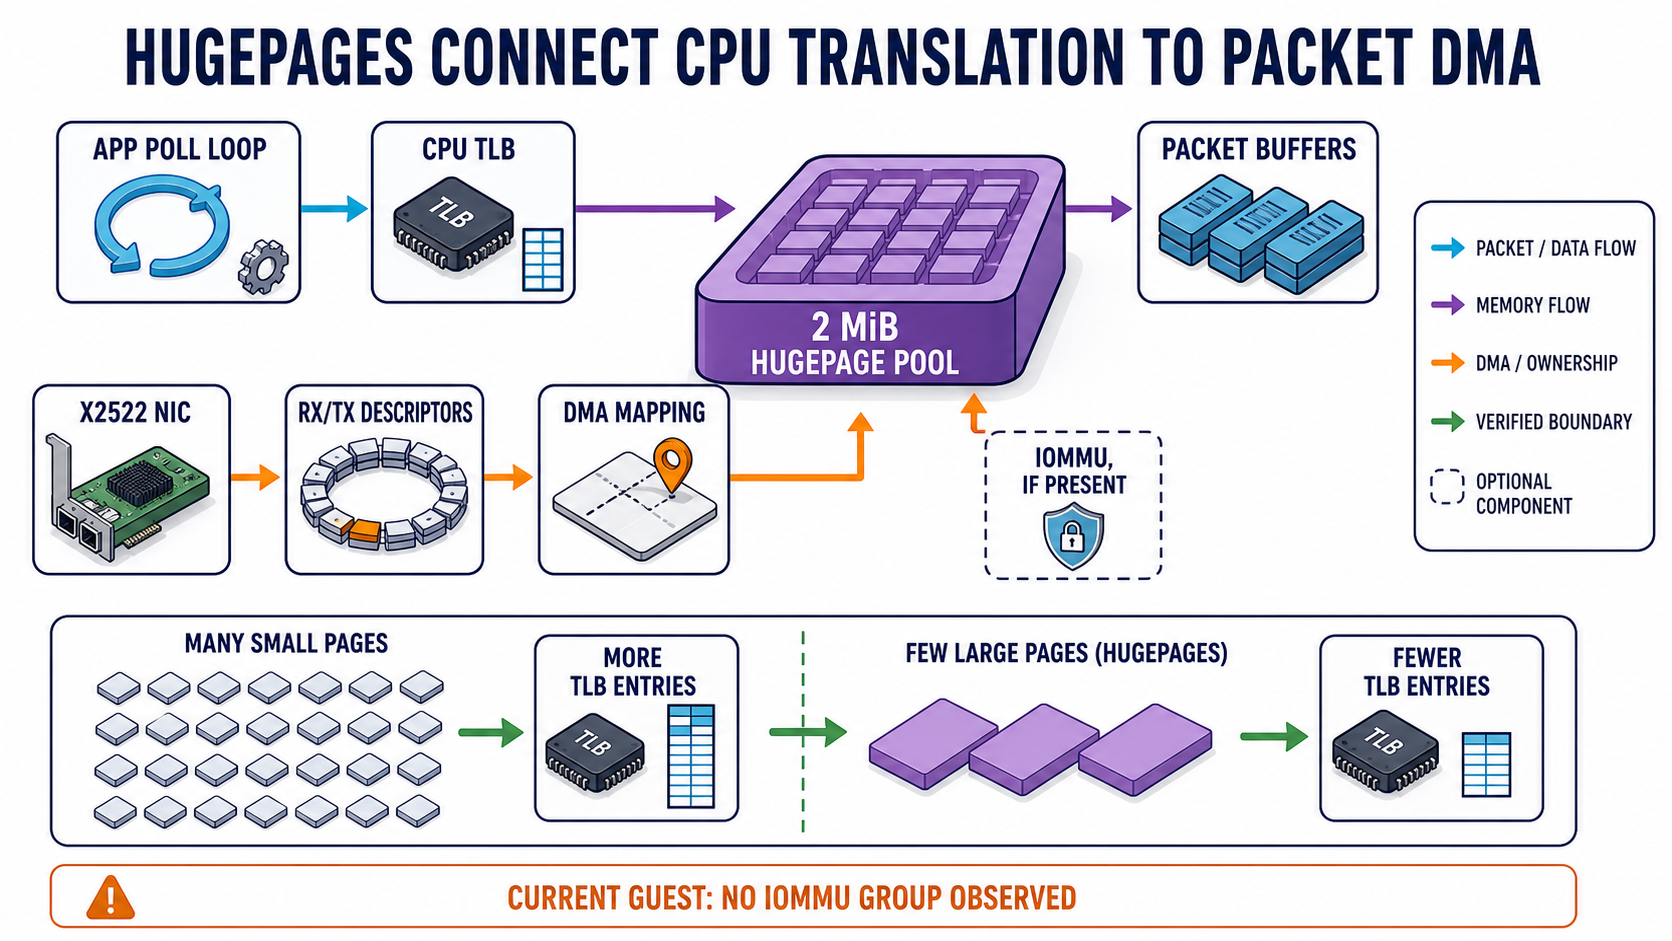 HUGEPAGES CONNECT CPU TRANSLATION TO PACKET DMA
APP POLL LOOP
CPU TLB
TLB
2 MiB
HUGEPAGE POOL
PACKET BUFFERS
PACKET / DATA FLOW
MEMORY FLOW
DMA / OWNERSHIP
VERIFIED BOUNDARY
OPTIONAL
COMPONENT
X2522 NIC
RX/TX DESCRIPTORS
DMA MAPPING
IOMMU,
IF PRESENT
MANY SMALL PAGES
MORE
TLB ENTRIES
TLB
FEW LARGE PAGES (HUGEPAGES)
FEWER
TLB ENTRIES
TLB
CURRENT GUEST: NO IOMMU GROUP OBSERVED